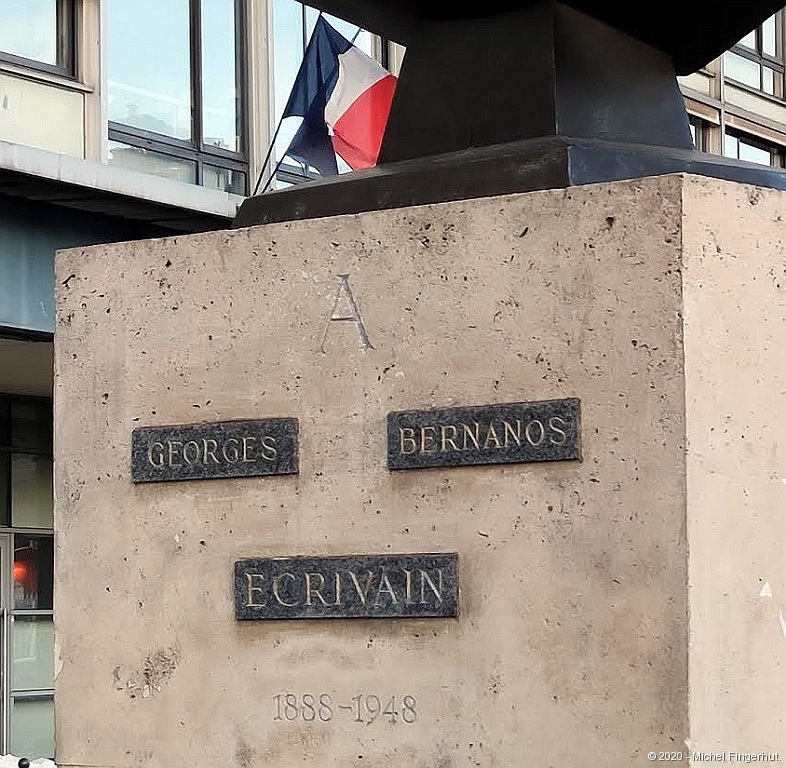 A
GEORGES BERNANOS
ECRIVAIN
1888-1948
© 2020 - Michel Fingerhut.